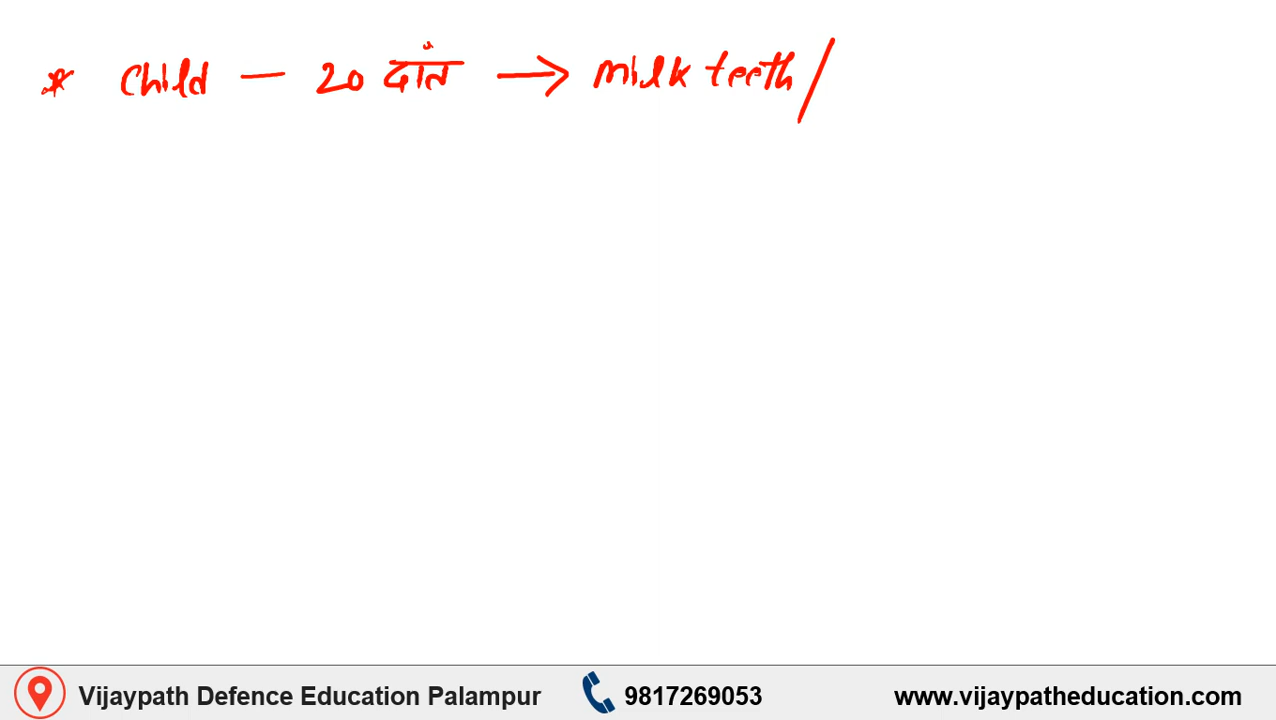 * Child — 20 दांत → milk teeth/
Vijaypath Defence Education Palampur 9817269053 www.vijaypatheducation.com